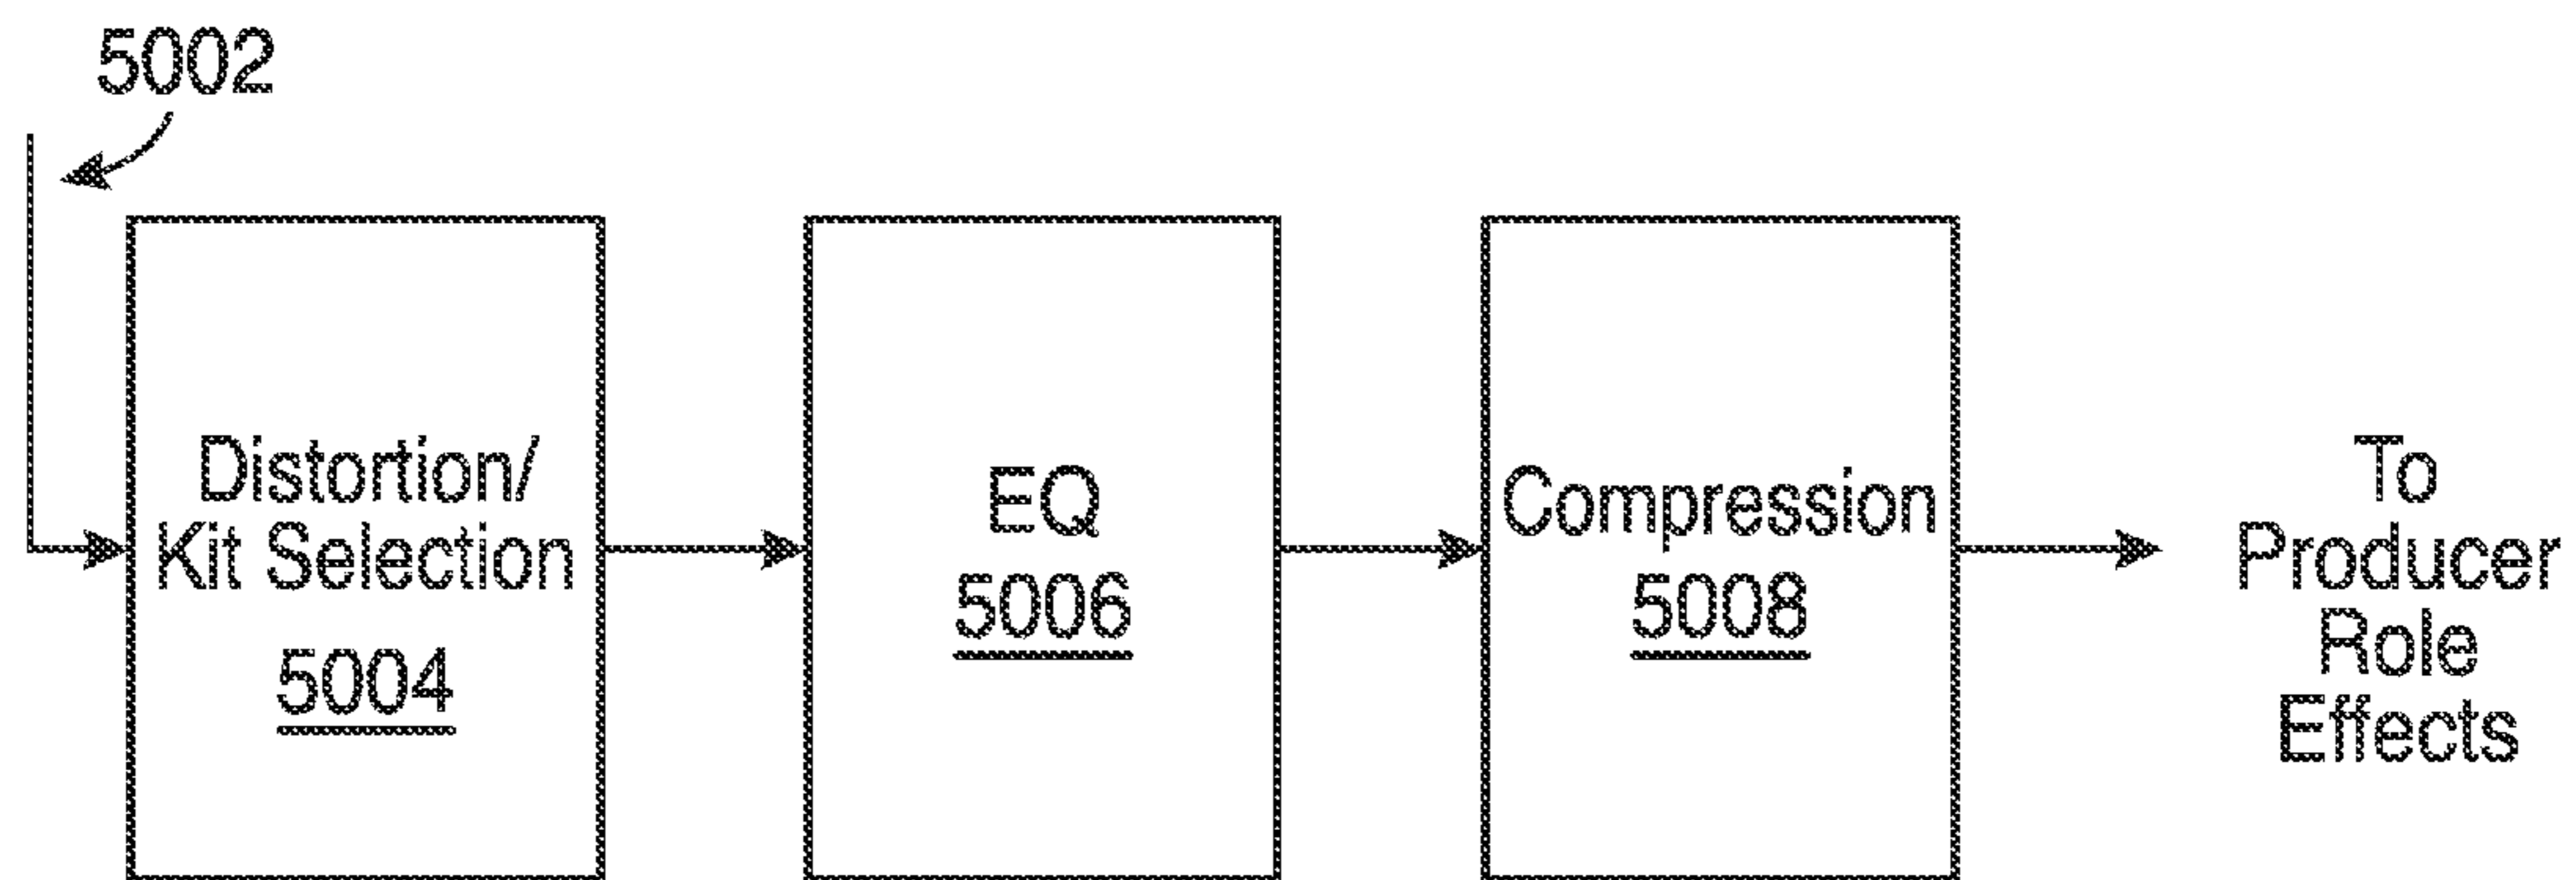 5002
Distortion/
Kit Selection
5004
EQ
5006
Compression
5008
To
Producer
Role
Effects